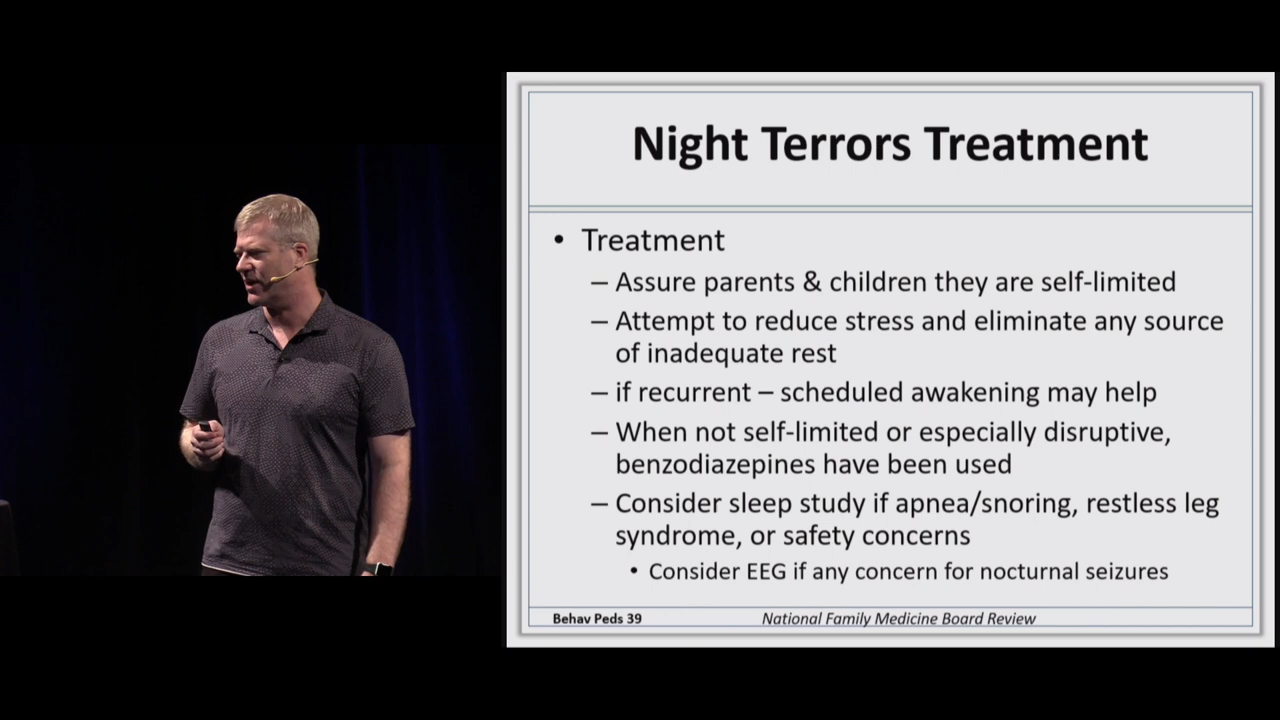 Night Terrors Treatment
• Treatment
– Assure parents & children they are self-limited
– Attempt to reduce stress and eliminate any source
of inadequate rest
– if recurrent – scheduled awakening may help
– When not self-limited or especially disruptive,
benzodiazepines have been used
– Consider sleep study if apnea/snoring, restless leg
syndrome, or safety concerns
• Consider EEG if any concern for nocturnal seizures
Behav Peds 39
National Family Medicine Board Review